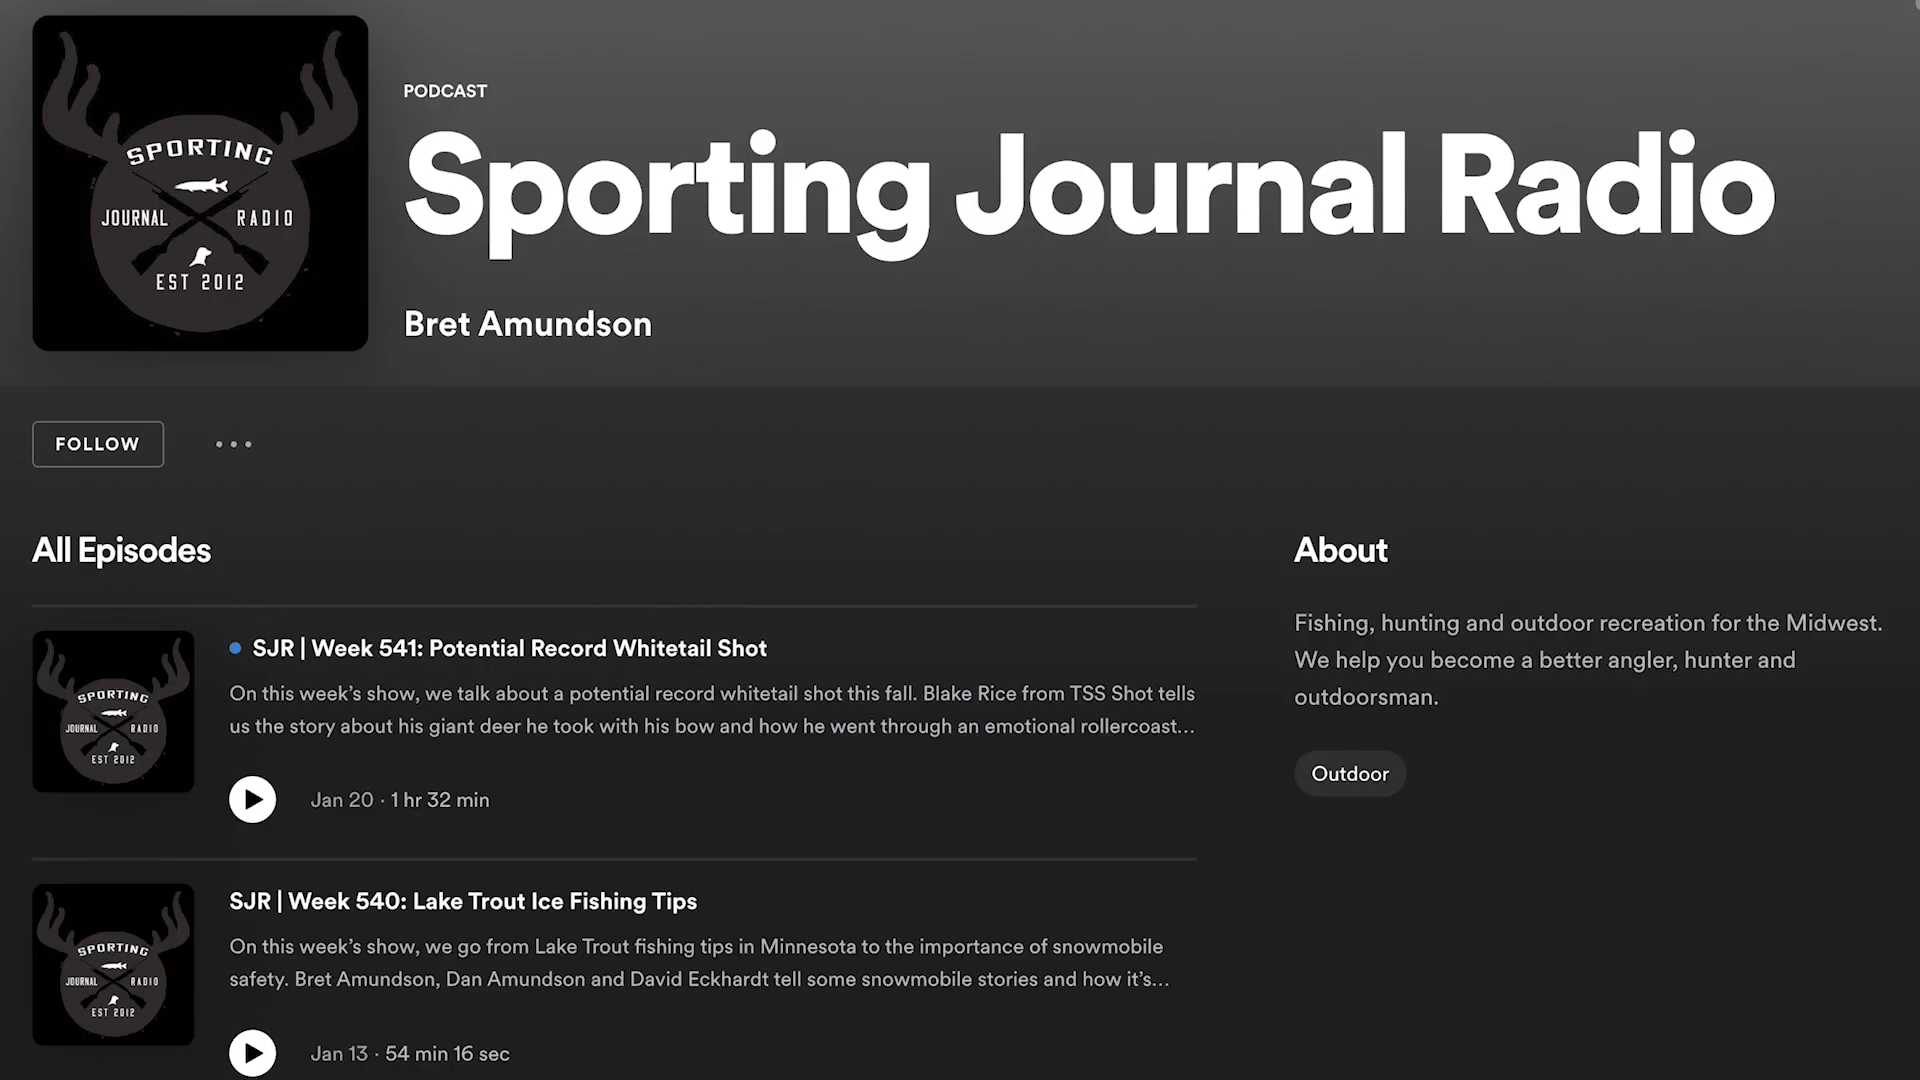 SPORTING
JOURNAL RADIO
EST 2012
PODCAST
Sporting Journal Radio
Bret Amundson
FOLLOW
All Episodes
SPORTING
JOURNAL RADIO
EST 2012
SJR | Week 541: Potential Record Whitetail Shot
On this week’s show, we talk about a potential record whitetail shot this fall. Blake Rice from TSS Shot tells
us the story about his giant deer he took with his bow and how he went through an emotional rollercoast...
Jan 20 · 1 hr 32 min
SPORTING
JOURNAL RADIO
EST 2012
SJR | Week 540: Lake Trout Ice Fishing Tips
On this week’s show, we go from Lake Trout fishing tips in Minnesota to the importance of snowmobile
safety. Bret Amundson, Dan Amundson and David Eckhardt tell some snowmobile stories and how it’s...
Jan 13 · 54 min 16 sec
About
Fishing, hunting and outdoor recreation for the Midwest.
We help you become a better angler, hunter and
outdoorsman.
Outdoor